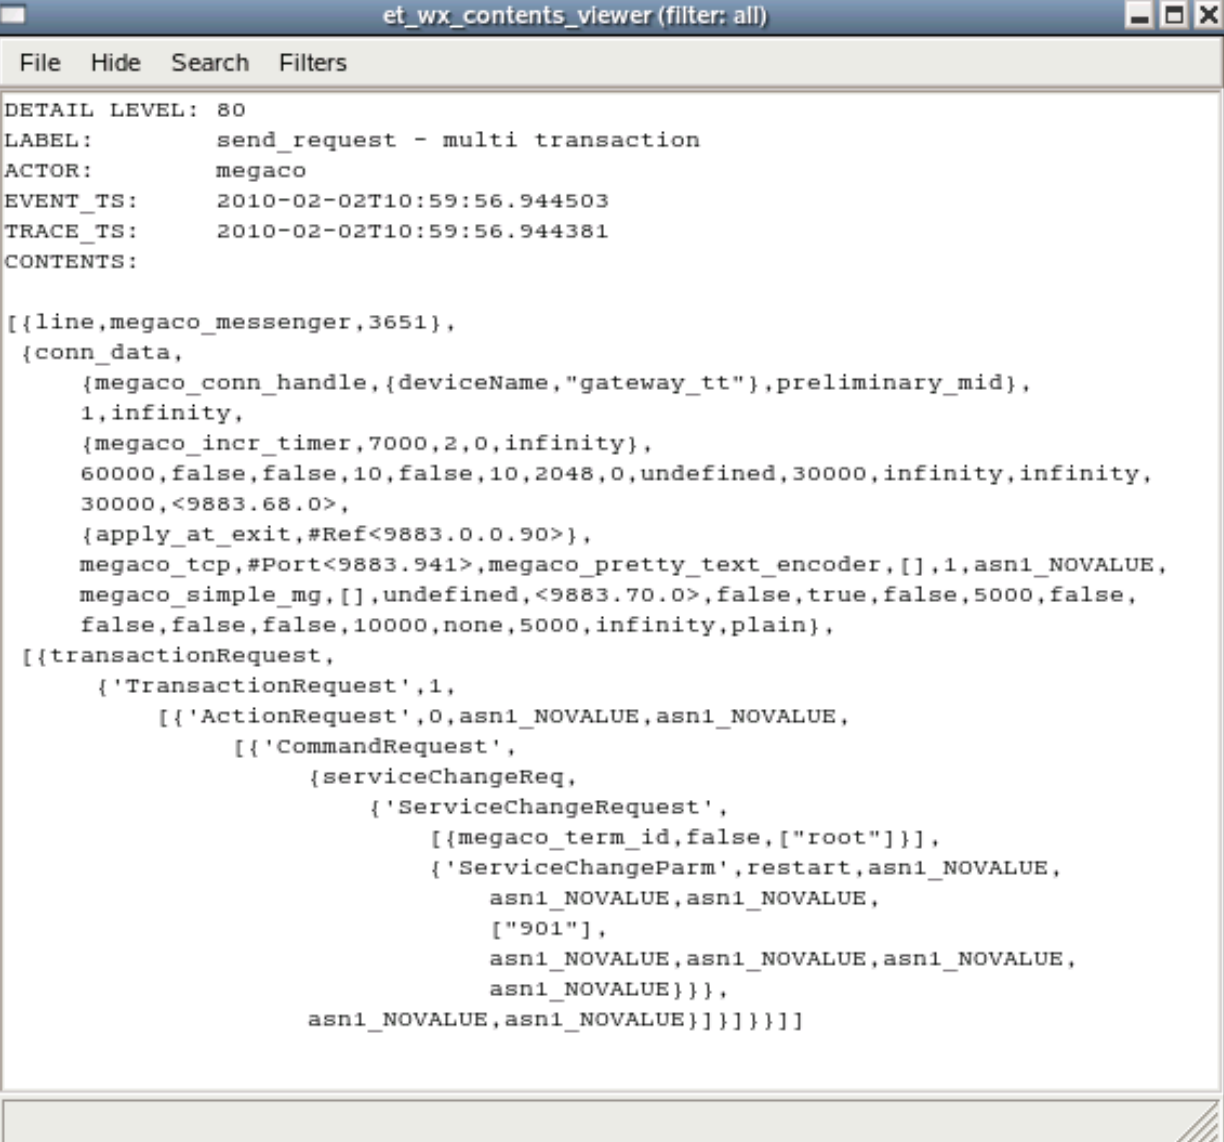 et_wx_contents_viewer (filter: all)
File Hide Search Filters
DETAIL LEVEL: 80
LABEL:        send_request - multi transaction
ACTOR:        megaco
EVENT_TS:     2010-02-02T10:59:56.944503
TRACE_TS:     2010-02-02T10:59:56.944381
CONTENTS:

[{line,megaco_messenger,3651},
 {conn_data,
     {megaco_conn_handle,{deviceName,"gateway_tt"},preliminary_mid},
     1,infinity,
     {megaco_incr_timer,7000,2,0,infinity},
     60000,false,false,10,false,10,2048,0,undefined,30000,infinity,infinity,
     30000,<9883.68.0>,
     {apply_at_exit,#Ref<9883.0.0.90>},
     megaco_tcp,#Port<9883.941>,megaco_pretty_text_encoder,[],1,asn1_NOVALUE,
     megaco_simple_mg,[],undefined,<9883.70.0>,false,true,false,5000,false,
     false,false,false,10000,none,5000,infinity,plain},
 [{transactionRequest,
      {'TransactionRequest',1,
          [{'ActionRequest',0,asn1_NOVALUE,asn1_NOVALUE,
               [{'CommandRequest',
                    {serviceChangeReq,
                        {'ServiceChangeRequest',
                            [{megaco_term_id,false,["root"]}],
                            {'ServiceChangeParm',restart,asn1_NOVALUE,
                                asn1_NOVALUE,asn1_NOVALUE,
                                ["901"],
                                asn1_NOVALUE,asn1_NOVALUE,asn1_NOVALUE,
                                asn1_NOVALUE}}},
                    asn1_NOVALUE,asn1_NOVALUE}]}]}}]]